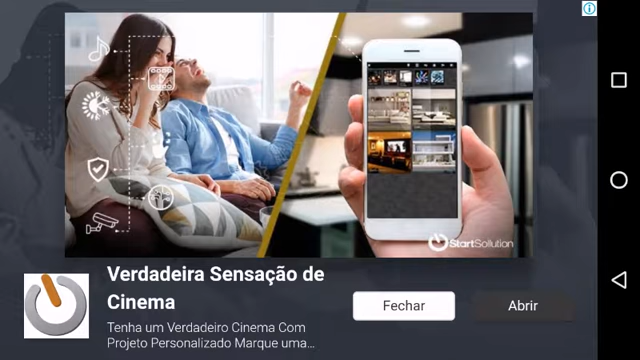 StartSolution
Verdadeira Sensação de
Cinema
Tenha um Verdadeiro Cinema Com
Projeto Personalizado Marque uma...
Fechar
Abrir